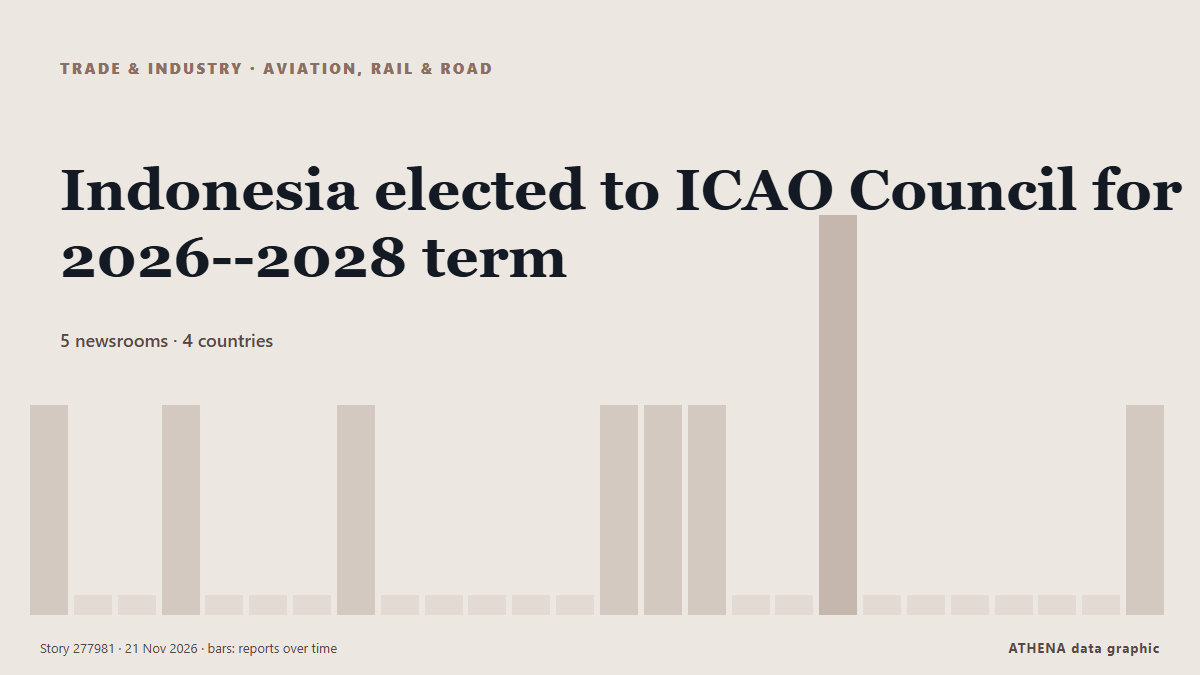 TRADE & INDUSTRY · AVIATION, RAIL & ROAD
Indonesia elected to ICAO Council for
2026--2028 term
5 newsrooms · 4 countries
Story 277981 · 21 Nov 2026 · bars: reports over time
ATHENA data graphic